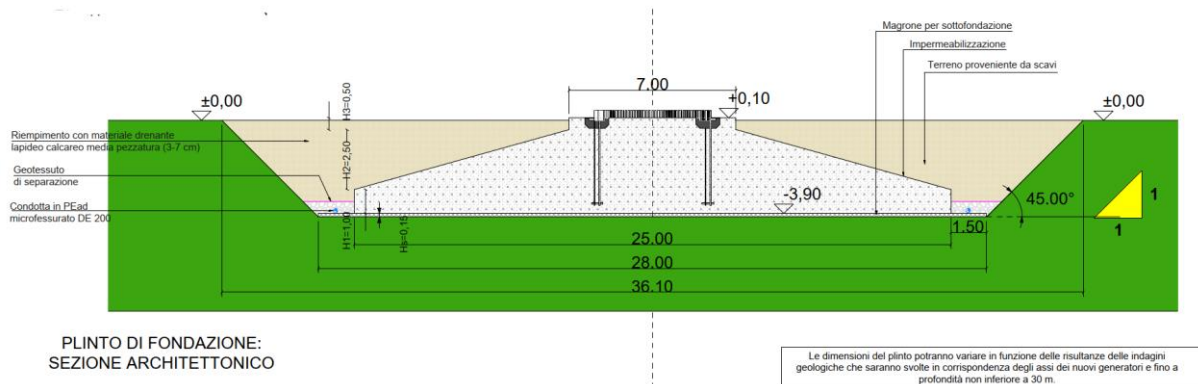 Magrone per sottofondazione
Impermeabilizzazione
Terreno proveniente da scavi
7.00
+0,10
±0,00
±0,00
H3=0,50
Riempimento con materiale drenante
lapideo calcareo media pezzatura (3-7 cm)
H2=2,50
Geotessuto
di separazione
Condotta in PEad
microfessurato DE 200
H1=1,00
Hs=0,15
-3,90
45.00°
1
1
1.50
25.00
28.00
36.10
PLINTO DI FONDAZIONE:
SEZIONE ARCHITETTONICO
Le dimensioni del plinto potranno variare in funzione delle risultanze delle indagini
geologiche che saranno svolte in corrispondenza degli assi dei nuovi generatori e fino a
profondità non inferiore a 30 m.